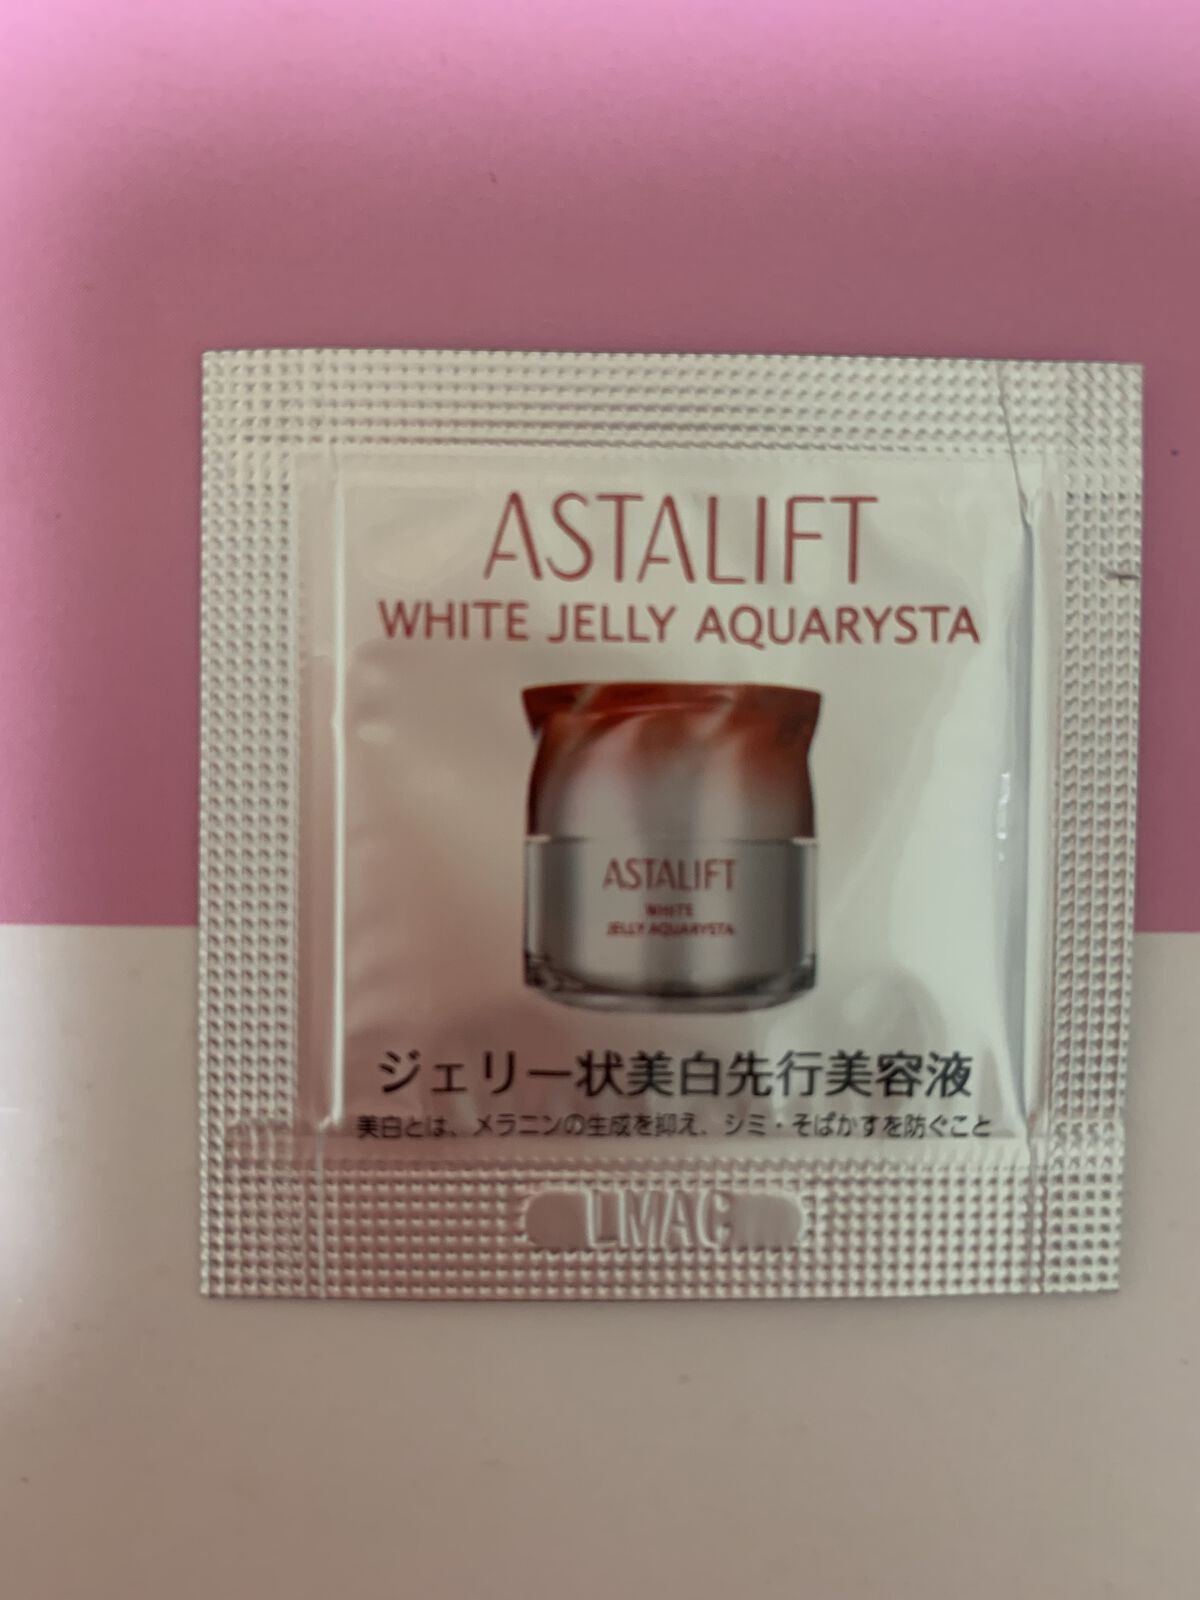 ASTALIFT
WHITE JELLY AQUARYSTA
ASTALIFT
WHITE
JELLY AQUARYSTA
ジェリー状美白先行美容液
美白とは、メラニンの生成を抑え、シミ・そばかすを防ぐこと
LMAC